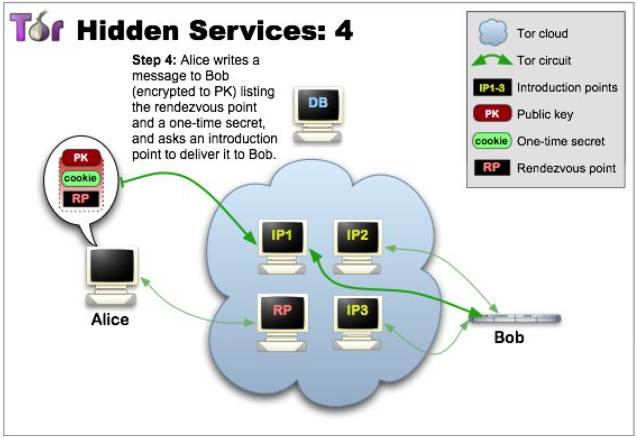 Tor Hidden Services: 4
Step 4: Alice writes a
message to Bob
(encrypted to PK) listing
the rendezvous point
and a one-time secret,
and asks an introduction
point to deliver it to Bob.
DB
Tor cloud
Tor circuit
IP1-3 Introduction points
PK Public key
cookie One-time secret
RP Rendezvous point
PK
cookie
RP
IP1
IP2
RP
IP3
Alice
Bob